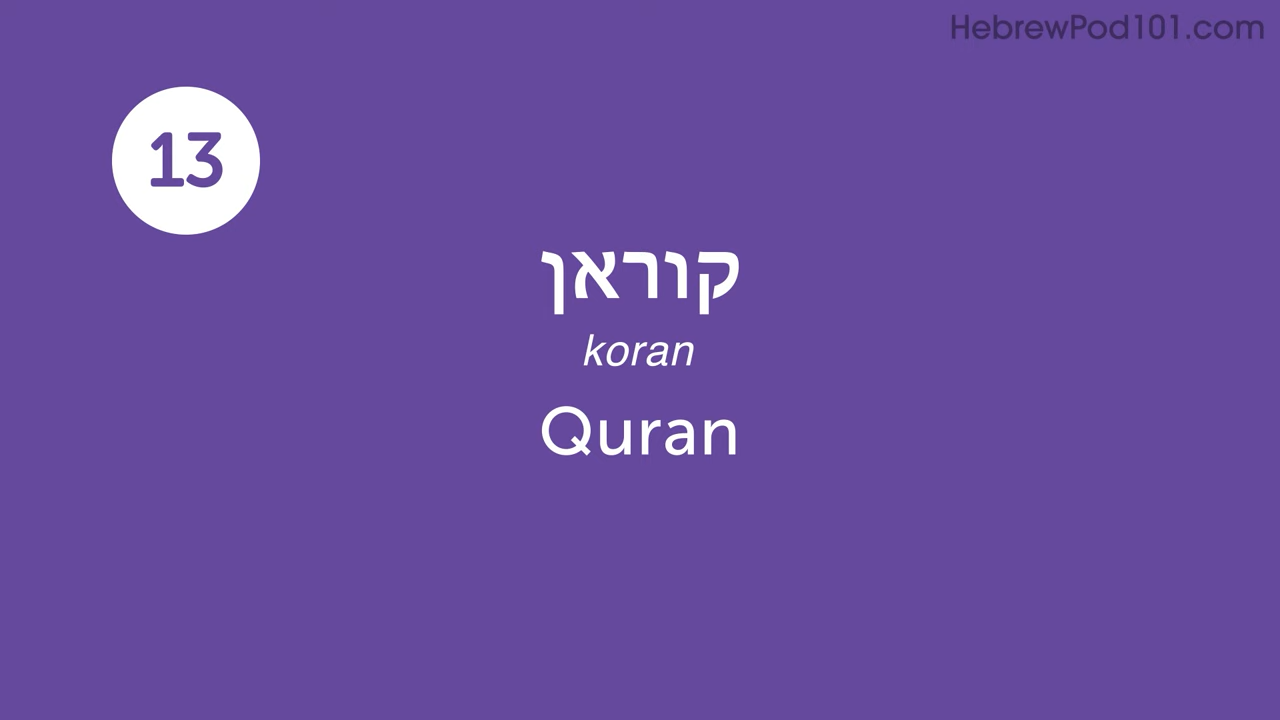 HebrewPod101.com
13
קוראן
koran
Quran